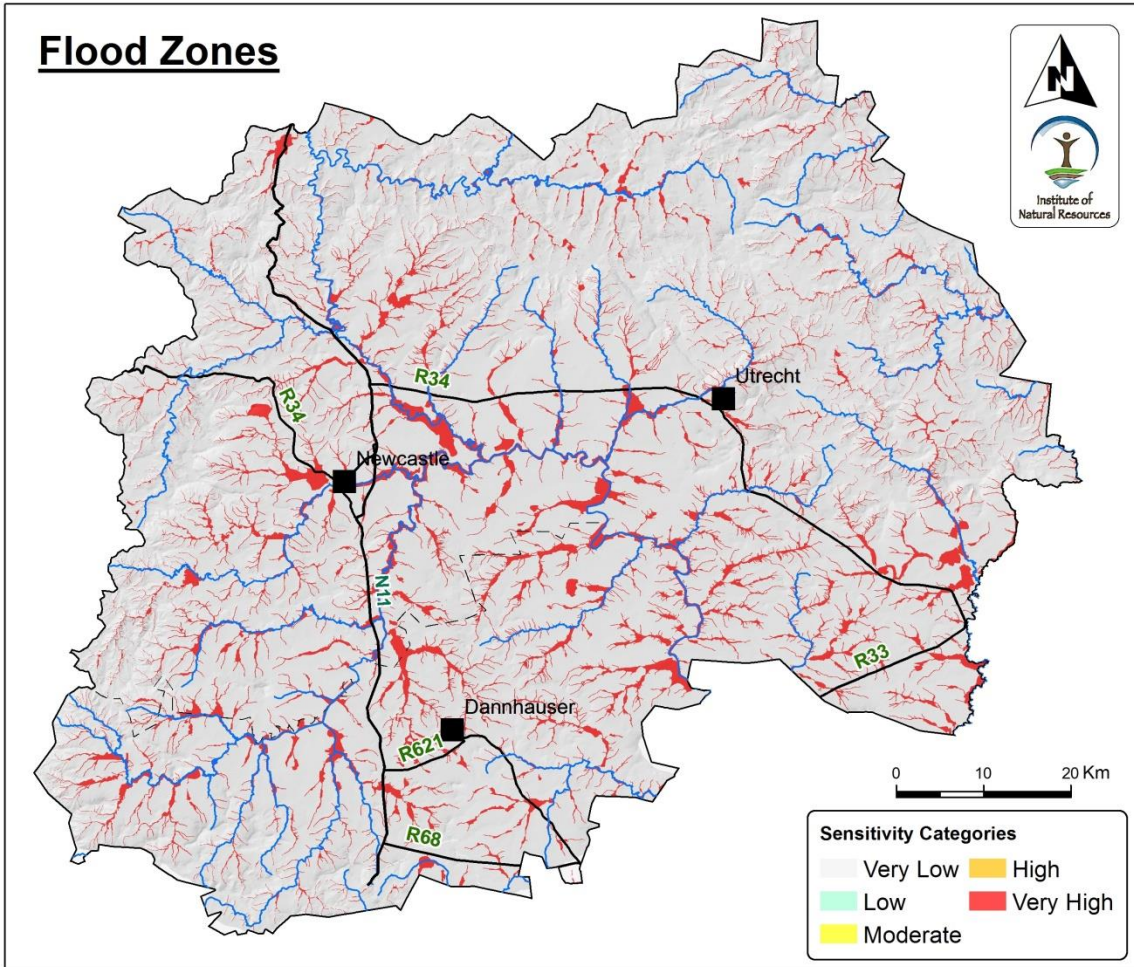 Flood Zones
N
Institute of
Natural Resources
R34
Utrecht
R34
Newcastle
N11
R33
Dannhauser
R621
R68
0 10 20 Km
Sensitivity Categories
Very Low
High
Low
Very High
Moderate